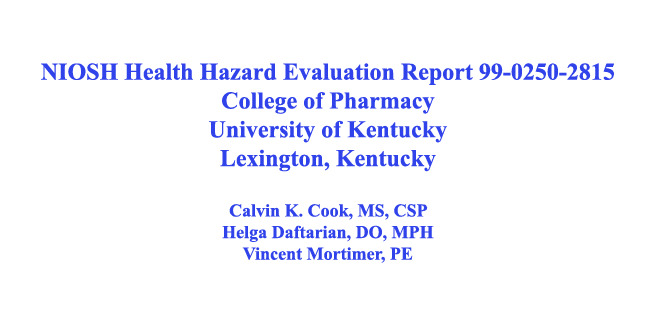 NIOSH Health Hazard Evaluation Report 99-0250-2815
College of Pharmacy
University of Kentucky
Lexington, Kentucky
Calvin K. Cook, MS, CSP
Helga Daftarian, DO, MPH
Vincent Mortimer, PE